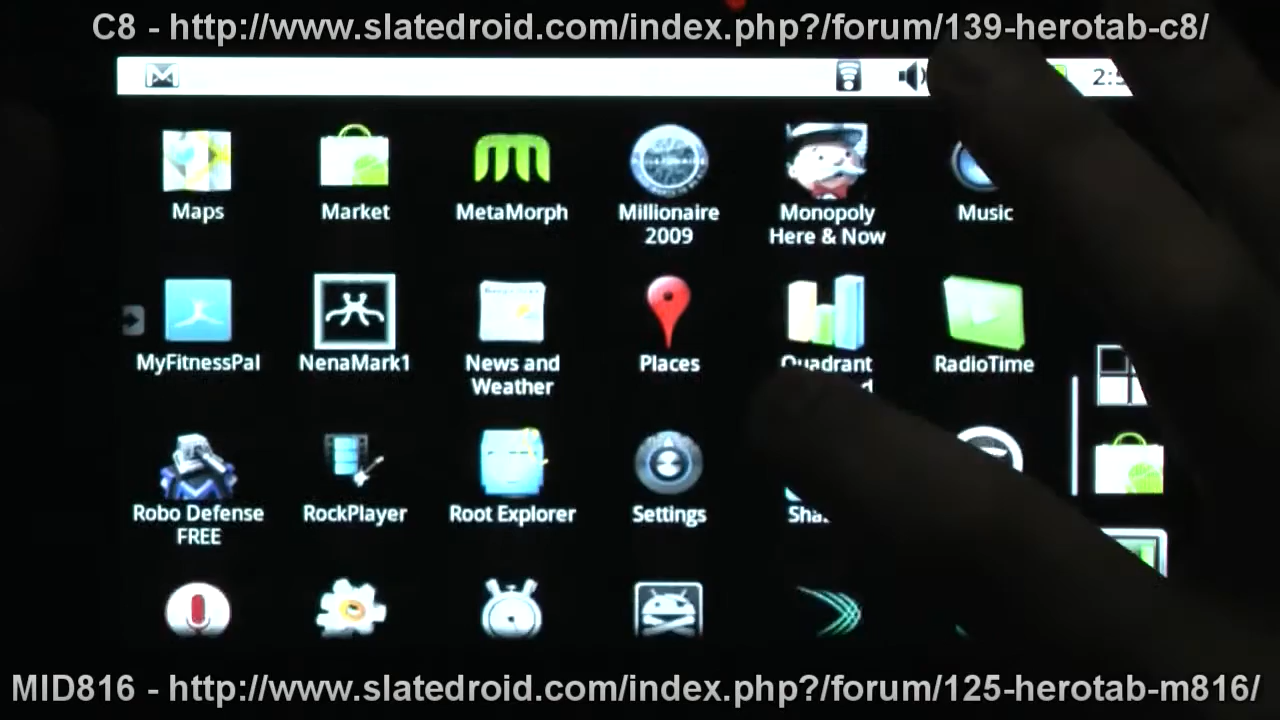 C8 - http://www.slatedroid.com/index.php?/forum/139-herotab-c8/
Maps Market MetaMorph Millionaire 2009 Monopoly Here & Now Music
MyFitnessPal NenaMark1 News and Weather Places Quadrant RadioTime
Robo Defense FREE RockPlayer Root Explorer Settings
MID816 - http://www.slatedroid.com/index.php?/forum/125-herotab-m816/